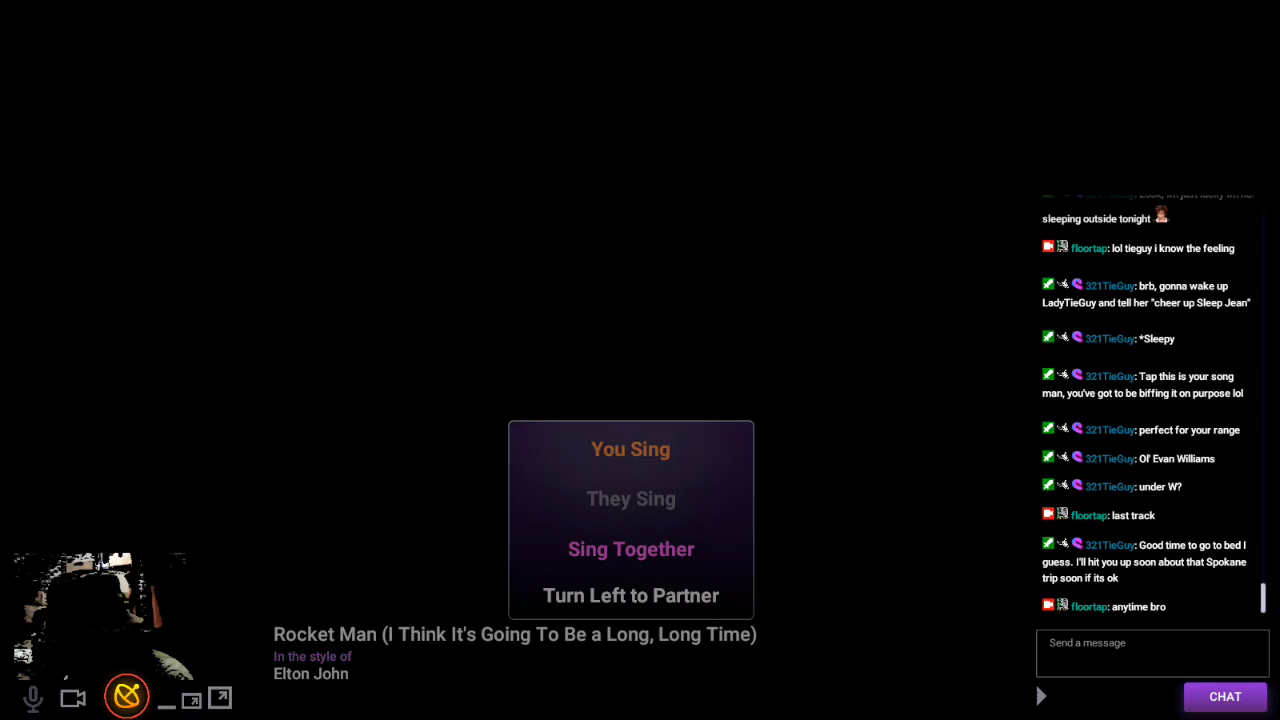 You Sing
They Sing
Sing Together
Turn Left to Partner
Rocket Man (I Think It's Going To Be a Long, Long Time)
In the style of
Elton John
sleeping outside tonight
floortap: lol tieguy i know the feeling
321TieGuy: brb, gonna wake up
LadyTieGuy and tell her "cheer up Sleep Jean"
321TieGuy: *Sleepy
321TieGuy: Tap this is your song
man, you've got to be biffing it on purpose lol
321TieGuy: perfect for your range
321TieGuy: Ol' Evan Williams
321TieGuy: under W?
floortap: last track
321TieGuy: Good time to go to bed I
guess. I'll hit you up soon about that Spokane
trip soon if its ok
floortap: anytime bro
Send a message
CHAT